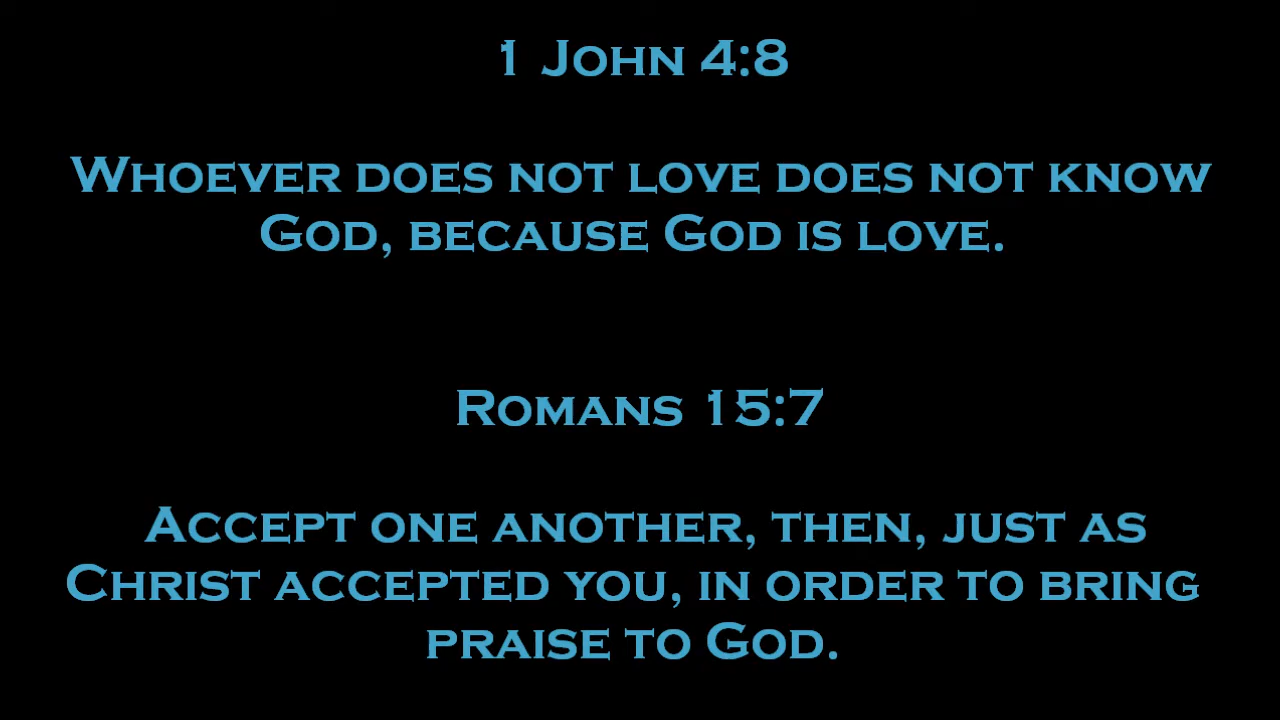 1 John 4:8
Whoever does not love does not know
God, because God is love.
Romans 15:7
Accept one another, then, just as
Christ accepted you, in order to bring
praise to God.